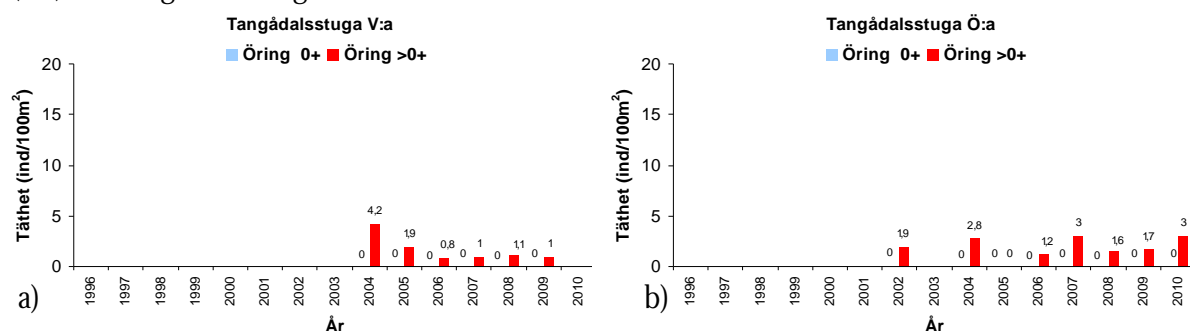 Tangådalsstuga V:a
Öring 0+ Öring >0+
Täthet (ind/100m²)
20
15
10
5
0
0 4,2 0 1,9 0 0,8 0 1 0 1,1 0 1
1996 1997 1998 1999 2000 2001 2002 2003 2004 2005 2006 2007 2008 2009 2010
År
a)
Tangådalsstuga Ö:a
Öring 0+ Öring >0+
Täthet (ind/100m²)
20
15
10
5
0
0 1,9 0 2,8 0 0 0 1,2 0 3 0 1,6 0 1,7 0 3
1996 1997 1998 1999 2000 2001 2002 2003 2004 2005 2006 2007 2008 2009 2010
År
b)